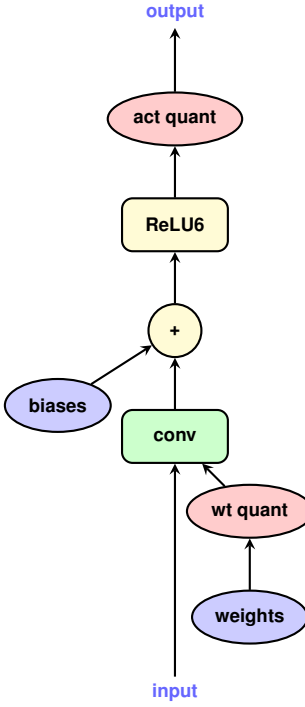 output
act quant
ReLU6
+
biases
conv
wt quant
weights
input